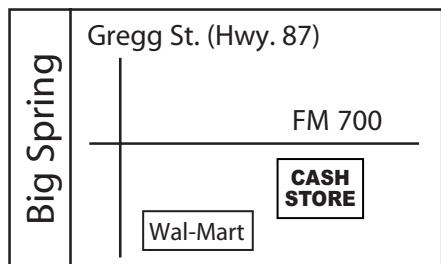 Big Spring
Gregg St. (Hwy. 87)
FM 700
CASH
STORE
Wal-Mart